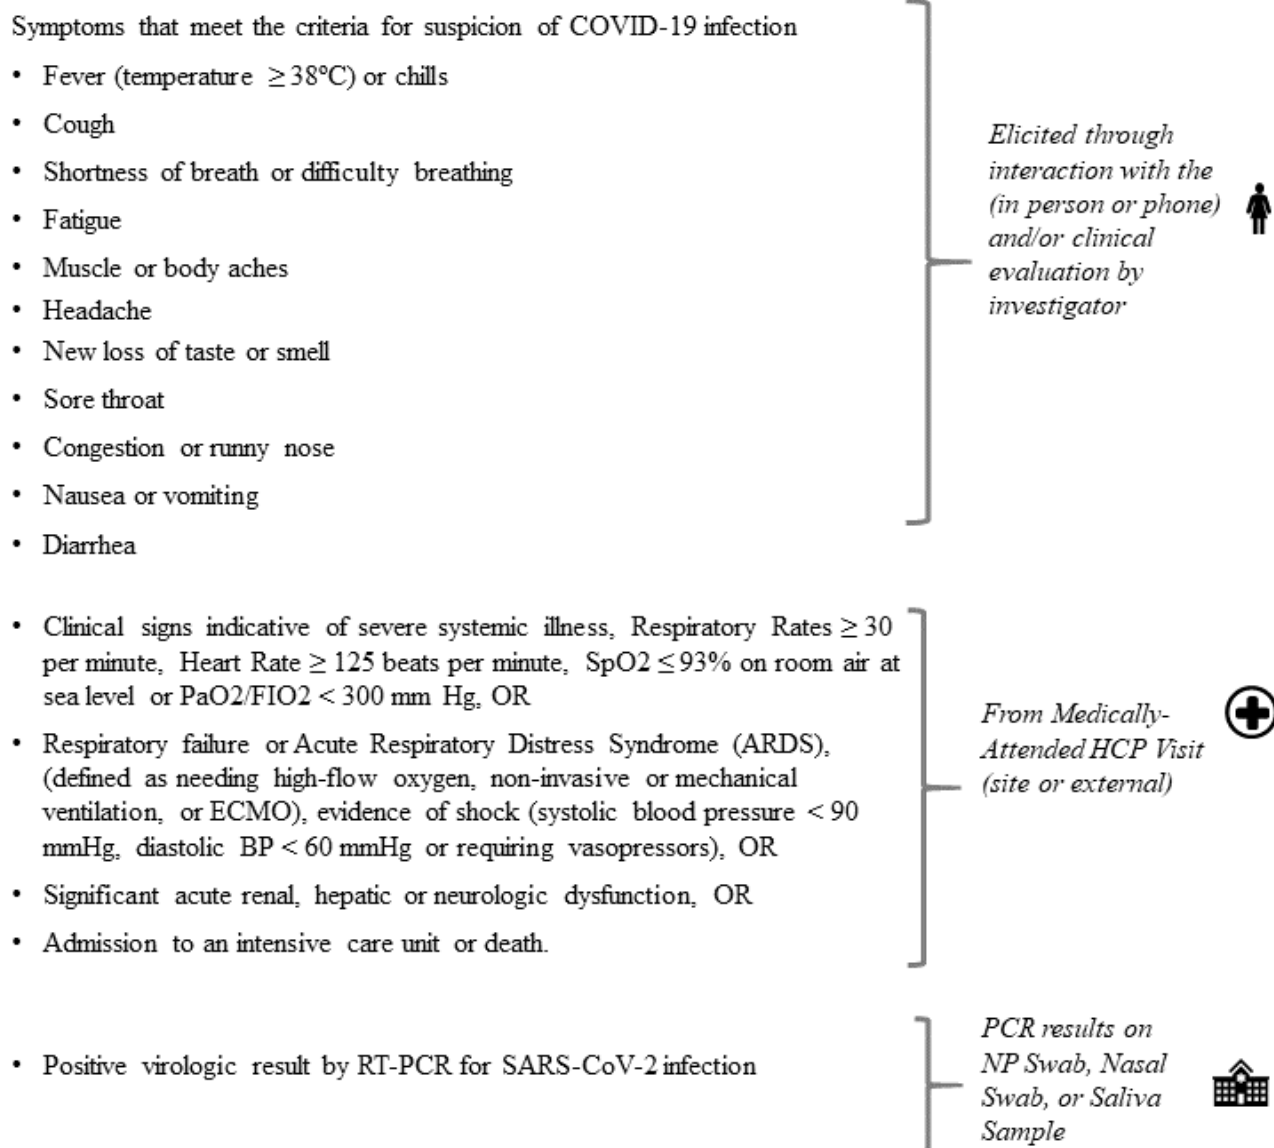 Symptoms that meet the criteria for suspicion of COVID-19 infection
• Fever (temperature ≥ 38°C) or chills
• Cough
• Shortness of breath or difficulty breathing
• Fatigue
• Muscle or body aches
• Headache
• New loss of taste or smell
• Sore throat
• Congestion or runny nose
• Nausea or vomiting
• Diarrhea
Elicited through
interaction with the
(in person or phone)
and/or clinical
evaluation by
investigator
• Clinical signs indicative of severe systemic illness, Respiratory Rates ≥ 30
per minute, Heart Rate ≥ 125 beats per minute, SpO2 ≤ 93% on room air at
sea level or PaO2/FIO2 < 300 mm Hg, OR
• Respiratory failure or Acute Respiratory Distress Syndrome (ARDS),
(defined as needing high-flow oxygen, non-invasive or mechanical
ventilation, or ECMO), evidence of shock (systolic blood pressure < 90
mmHg, diastolic BP < 60 mmHg or requiring vasopressors), OR
• Significant acute renal, hepatic or neurologic dysfunction, OR
• Admission to an intensive care unit or death.
From Medically-
Attended HCP Visit
(site or external)
• Positive virologic result by RT-PCR for SARS-CoV-2 infection
PCR results on
NP Swab, Nasal
Swab, or Saliva
Sample